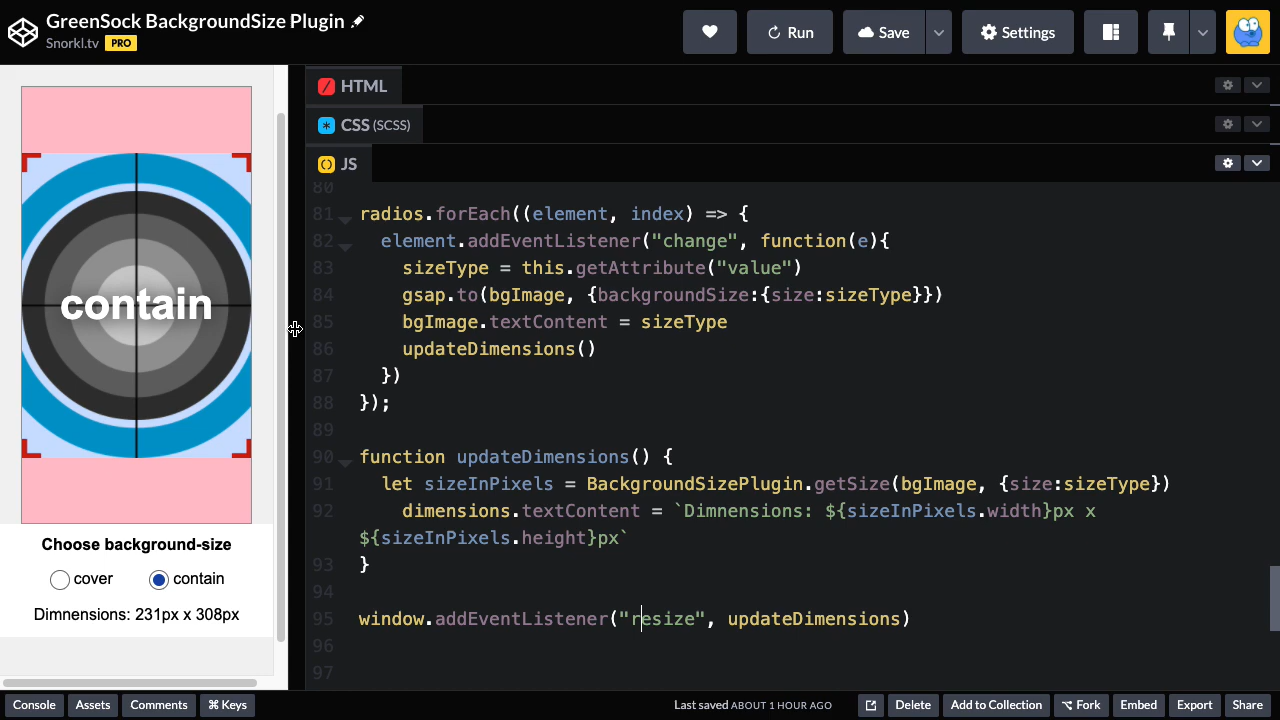 GreenSock BackgroundSize Plugin
Snorkl.tv PRO
Run
Save
Settings
HTML
CSS (SCSS)
JS
contain
Choose background-size
cover contain
Dimnensions: 231px x 308px
80
81 radios.forEach((element, index) => {
82 element.addEventListener("change", function(e){
83 sizeType = this.getAttribute("value")
84 gsap.to(bgImage, {backgroundSize:{size:sizeType}})
85 bgImage.textContent = sizeType
86 updateDimensions()
87 })
88 });
89
90 function updateDimensions() {
91 let sizeInPixels = BackgroundSizePlugin.getSize(bgImage, {size:sizeType})
92 dimensions.textContent = `Dimnensions: ${sizeInPixels.width}px x
${sizeInPixels.height}px`
93 }
94
95 window.addEventListener("resize", updateDimensions)
96
97
Console Assets Comments ⌘ Keys Last saved ABOUT 1 HOUR AGO Delete Add to Collection ⌥ Fork Embed Export Share